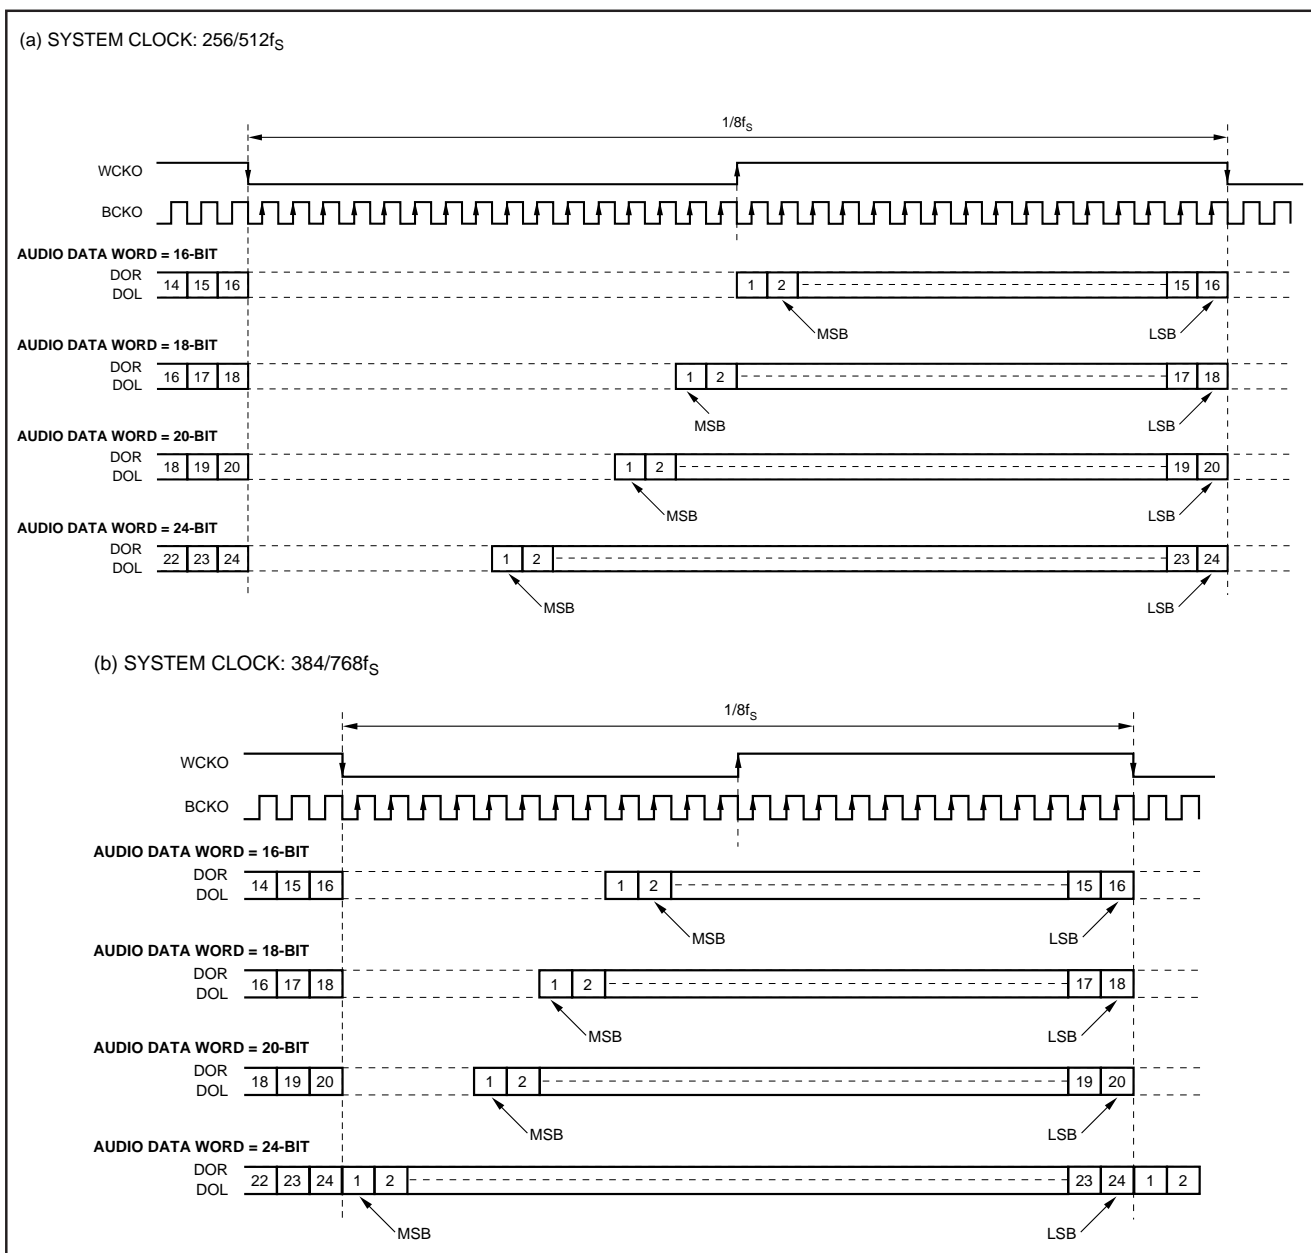 (a) SYSTEM CLOCK: 256/512fS
1/8fS
WCKO
BCKO
AUDIO DATA WORD = 16-BIT
DOR
DOL
14 15 16 1 2 15 16
MSB LSB
AUDIO DATA WORD = 18-BIT
DOR
DOL
16 17 18 1 2 17 18
MSB LSB
AUDIO DATA WORD = 20-BIT
DOR
DOL
18 19 20 1 2 19 20
MSB LSB
AUDIO DATA WORD = 24-BIT
DOR
DOL
22 23 24 1 2 23 24
MSB LSB
(b) SYSTEM CLOCK: 384/768fS
1/8fS
WCKO
BCKO
AUDIO DATA WORD = 16-BIT
DOR
DOL
14 15 16 1 2 15 16
MSB LSB
AUDIO DATA WORD = 18-BIT
DOR
DOL
16 17 18 1 2 17 18
MSB LSB
AUDIO DATA WORD = 20-BIT
DOR
DOL
18 19 20 1 2 19 20
MSB LSB
AUDIO DATA WORD = 24-BIT
DOR
DOL
22 23 24 1 2 23 24 1 2
MSB LSB